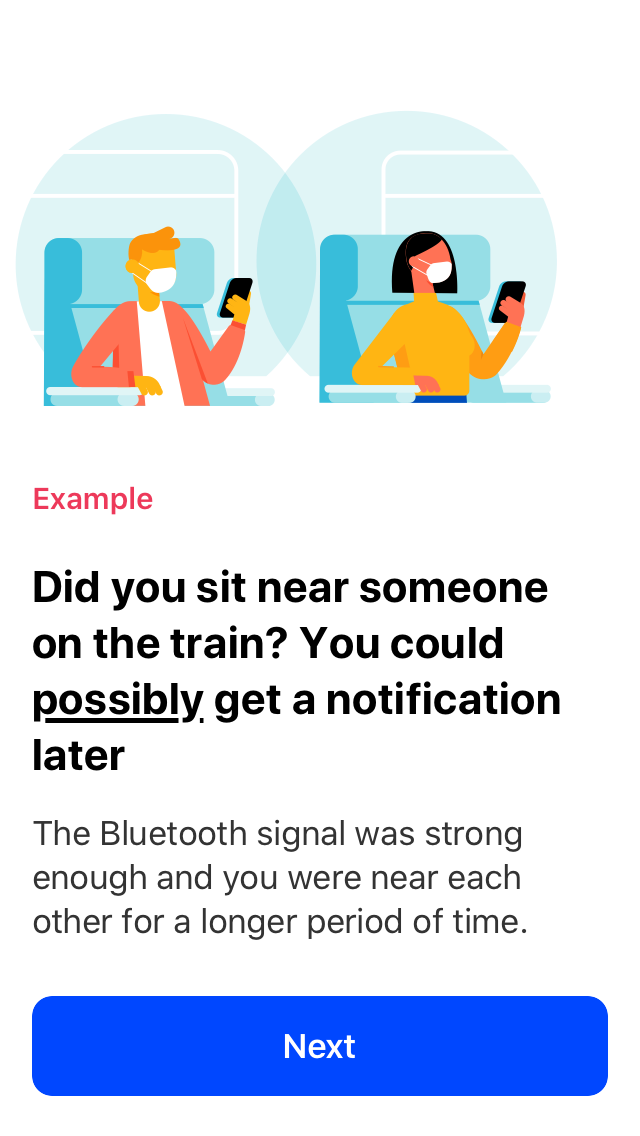 Example
Did you sit near someone
on the train? You could
possibly get a notification
later
The Bluetooth signal was strong
enough and you were near each
other for a longer period of time.
Next